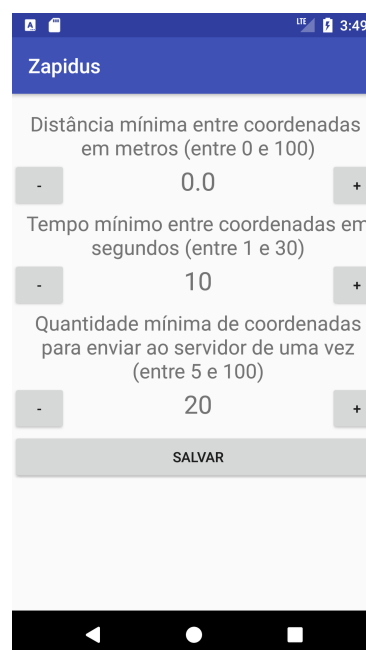 A LTE 3:49
Zapidus
Distância mínima entre coordenadas
em metros (entre 0 e 100)
- 0.0 +
Tempo mínimo entre coordenadas em
segundos (entre 1 e 30)
- 10 +
Quantidade mínima de coordenadas
para enviar ao servidor de uma vez
(entre 5 e 100)
- 20 +
SALVAR